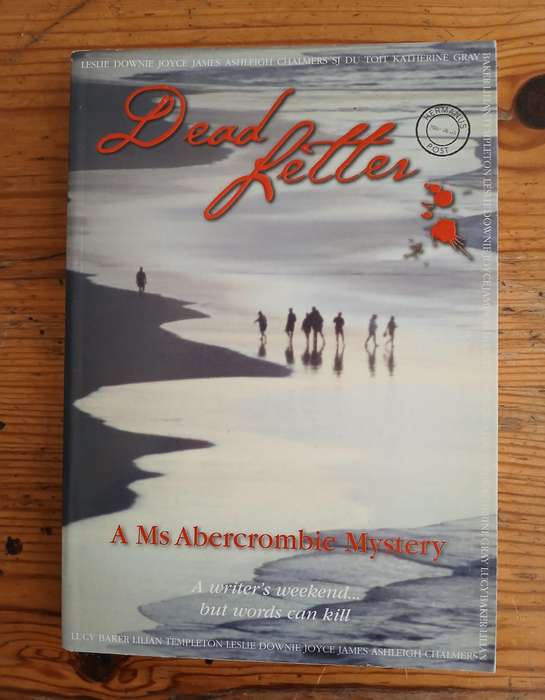 LESLIE DOWNIE JOYCE JAMES ASHLEIGH CHALMERS SJ DU TOIT KATHERINE GRAY
Dead
Letter
HERMANUS
POST
A Ms Abercrombie Mystery
A writer's weekend...
but words can kill
LUCY BAKER LILIAN TEMPLETON LESLIE DOWNIE JOYCE JAMES ASHLEIGH CHALMERS